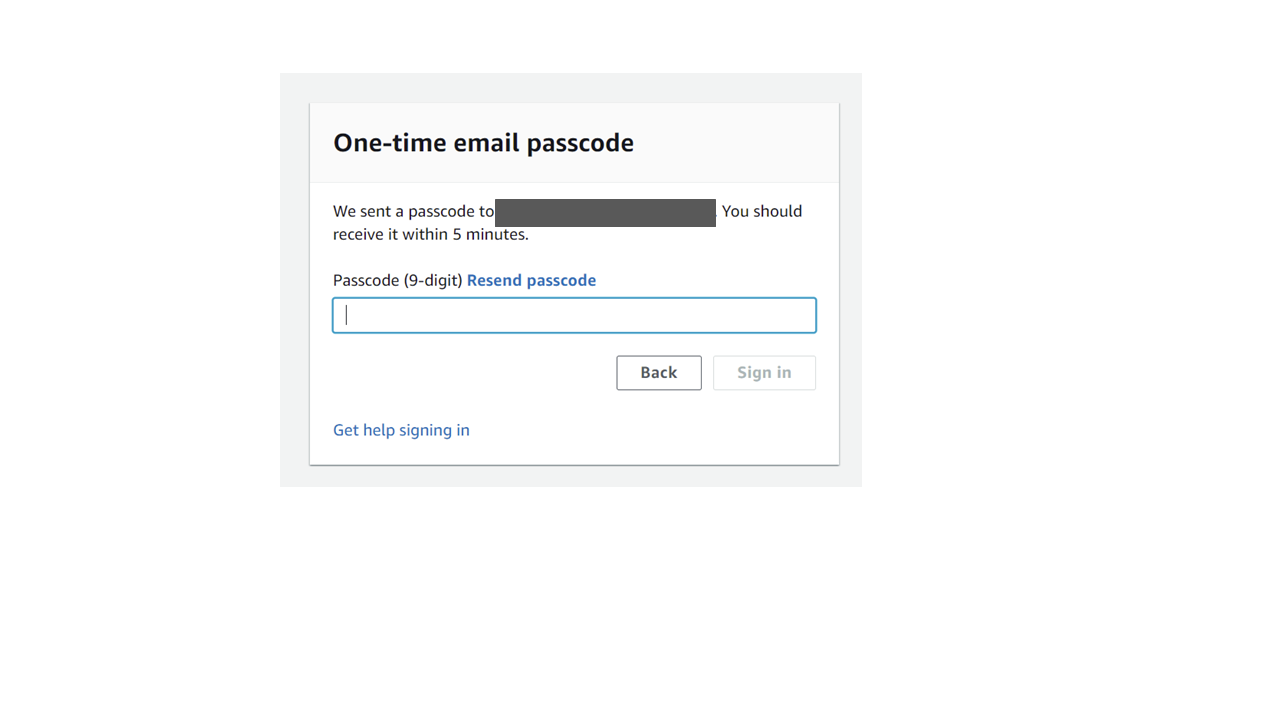 One-time email passcode
We sent a passcode to . You should
receive it within 5 minutes.
Passcode (9-digit) Resend passcode
Back Sign in
Get help signing in